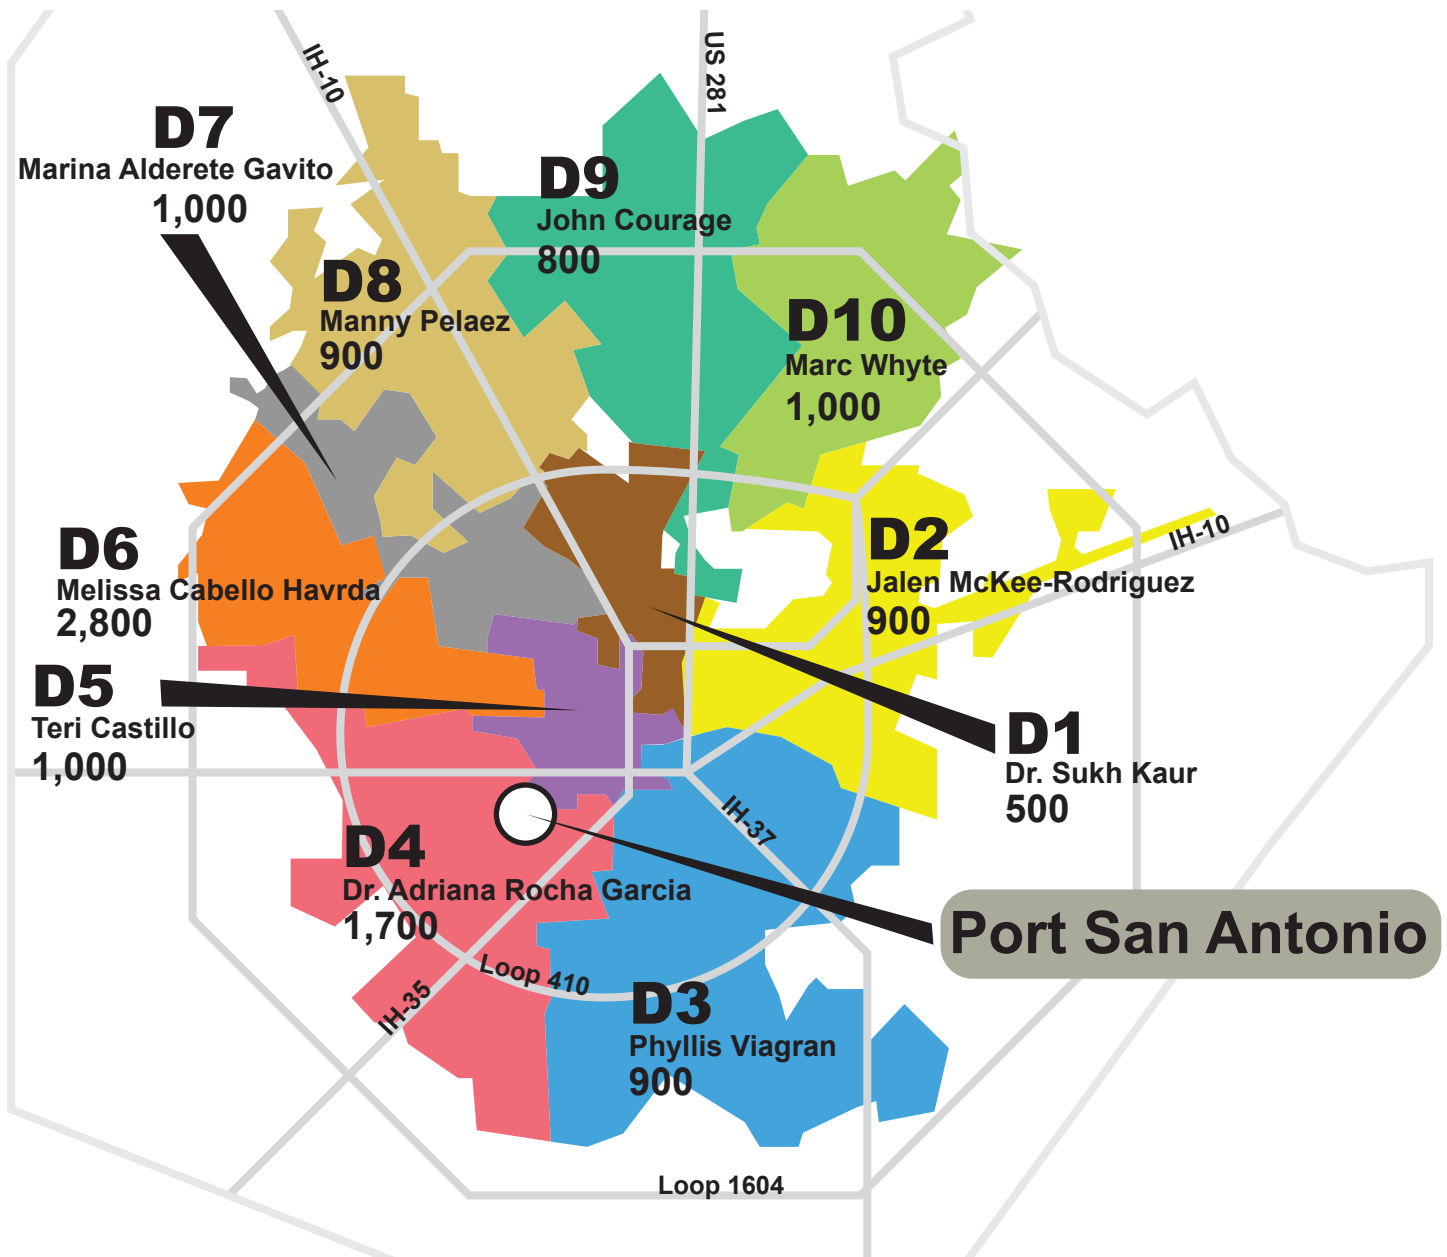 IH-10
US 281
D7
Marina Alderete Gavito
1,000
D9
John Courage
800
D8
Manny Pelaez
900
D10
Marc Whyte
1,000
D6
Melissa Cabello Havrda
2,800
D2
Jalen McKee-Rodriguez
900
IH-10
D5
Teri Castillo
1,000
D1
Dr. Sukh Kaur
500
IH-37
D4
Dr. Adriana Rocha Garcia
1,700
Port San Antonio
Loop 410
IH-35
D3
Phyllis Viagran
900
Loop 1604